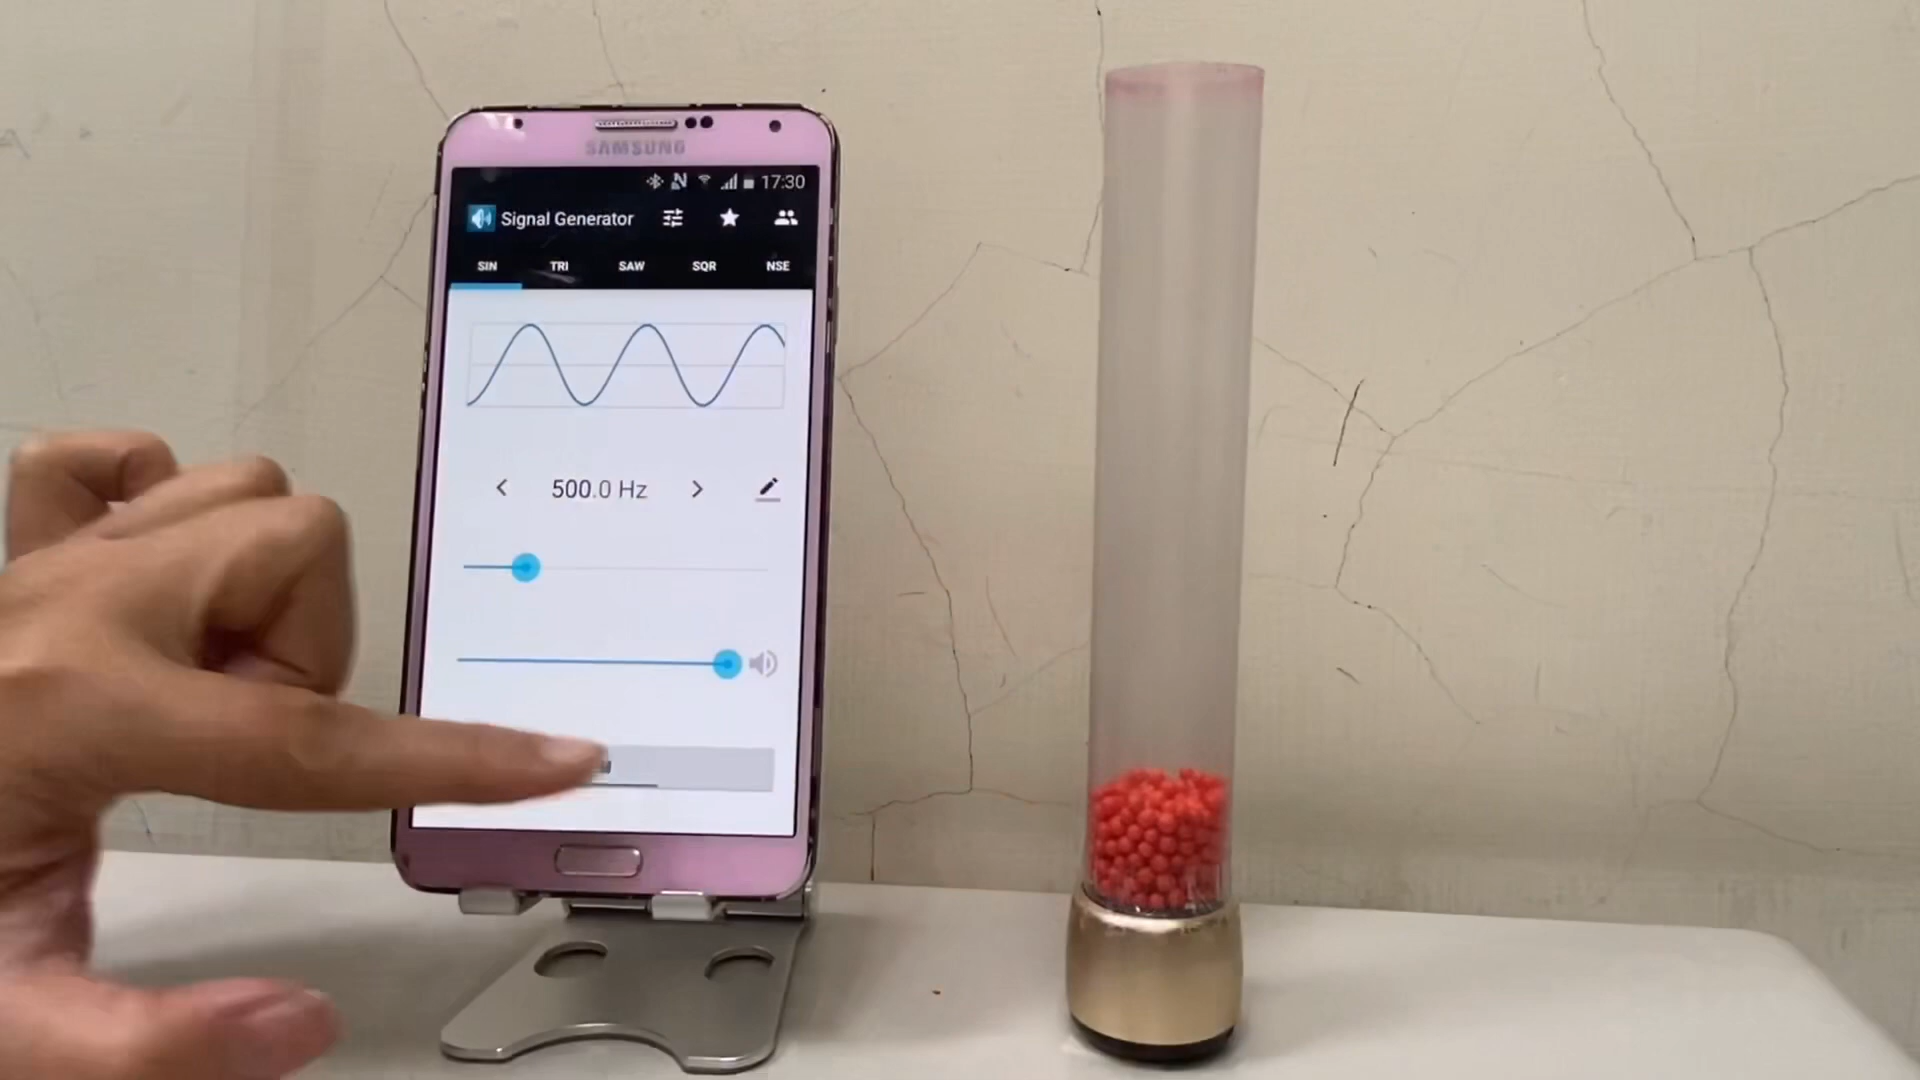 SAMSUNG
17:30
Signal Generator
SIN TRI SAW SQR NSE
500.0 Hz